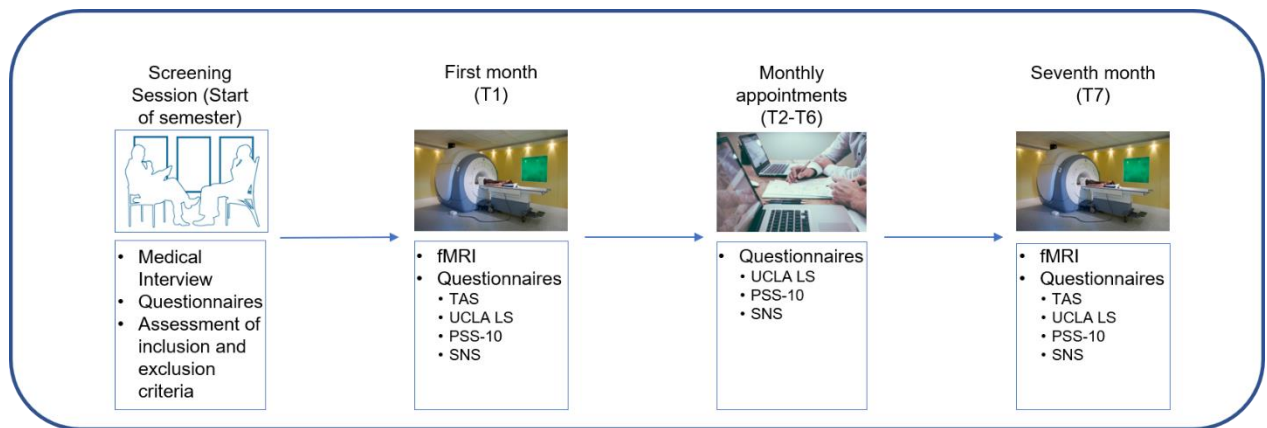 Screening
Session (Start
of semester)
• Medical
Interview
• Questionnaires
• Assessment of
inclusion and
exclusion
criteria
First month
(T1)
• fMRI
• Questionnaires
• TAS
• UCLA LS
• PSS-10
• SNS
Monthly
appointments
(T2-T6)
• Questionnaires
• UCLA LS
• PSS-10
• SNS
Seventh month
(T7)
• fMRI
• Questionnaires
• TAS
• UCLA LS
• PSS-10
• SNS